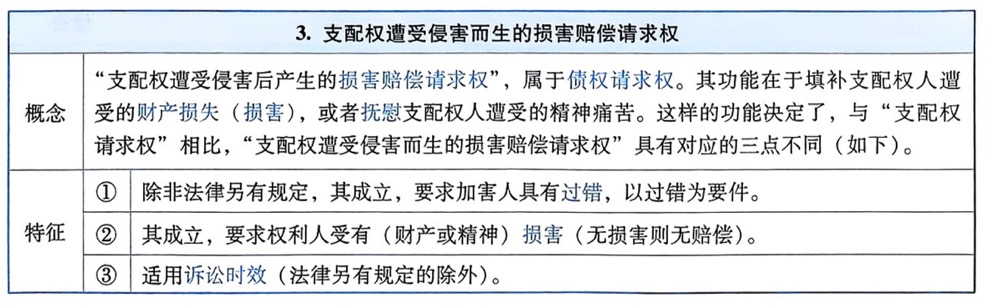 3. 支配权遭受侵害而生的损害赔偿请求权
概念
“支配权遭受侵害后产生的损害赔偿请求权”，属于债权请求权。其功能在于填补支配权人遭
受的财产损失（损害），或者抚慰支配权人遭受的精神痛苦。这样的功能决定了，与“支配权
请求权”相比，“支配权遭受侵害而生的损害赔偿请求权”具有对应的三点不同（如下）。
特征
① 除非法律另有规定，其成立，要求加害人具有过错，以过错为要件。
② 其成立，要求权利人受有（财产或精神）损害（无损害则无赔偿）。
③ 适用诉讼时效（法律另有规定的除外）。